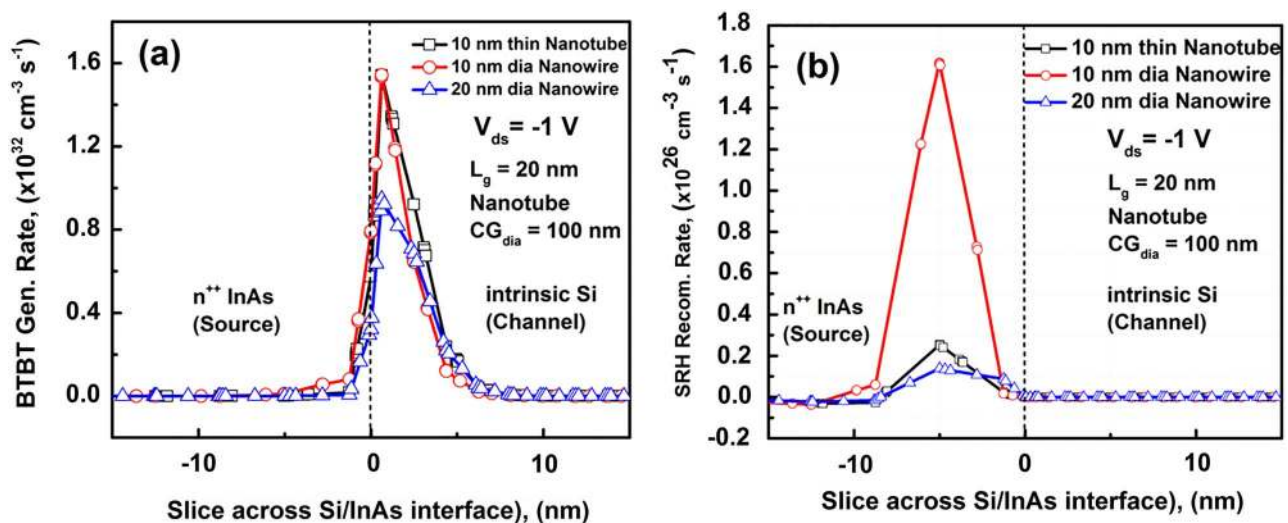 (a)
10 nm thin Nanotube
10 nm dia Nanowire
20 nm dia Nanowire
V_ds = -1 V
L_g = 20 nm
Nanotube
CG_dia = 100 nm
n++ InAs
(Source)
intrinsic Si
(Channel)
BTBT Gen. Rate, (x10^32 cm^-3 s^-1)
1.6
1.2
0.8
0.4
0.0
-10
0
10
Slice across Si/InAs interface), (nm)
(b)
10 nm thin Nanotube
10 nm dia Nanowire
20 nm dia Nanowire
V_ds = -1 V
L_g = 20 nm
Nanotube
CG_dia = 100 nm
n++ InAs
(Source)
intrinsic Si
(Channel)
SRH Recom. Rate, (x10^26 cm^-3 s^-1)
1.8
1.6
1.4
1.2
1.0
0.8
0.6
0.4
0.2
0.0
-0.2
-10
0
10
Slice across Si/InAs interface), (nm)